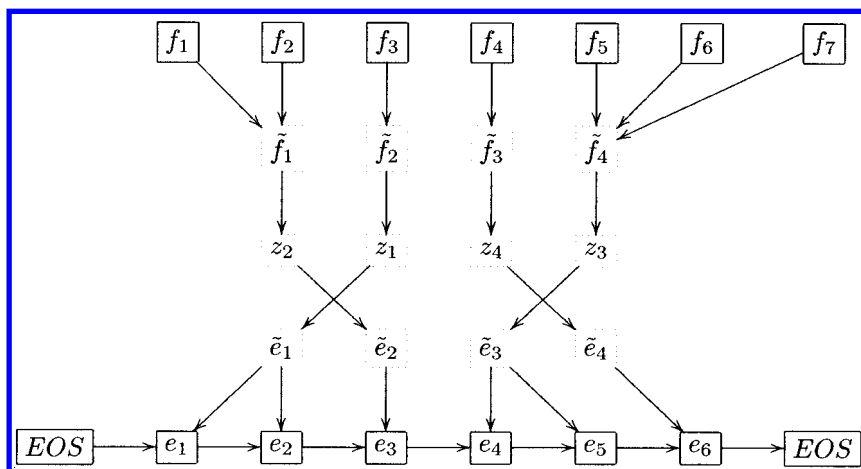 f₁ f₂ f₃ f₄ f₅ f₆ f₇
f̃₁ f̃₂ f̃₃ f̃₄
z₂ z₁ z₄ z₃
ẽ₁ ẽ₂ ẽ₃ ẽ₄
EOS e₁ e₂ e₃ e₄ e₅ e₆ EOS